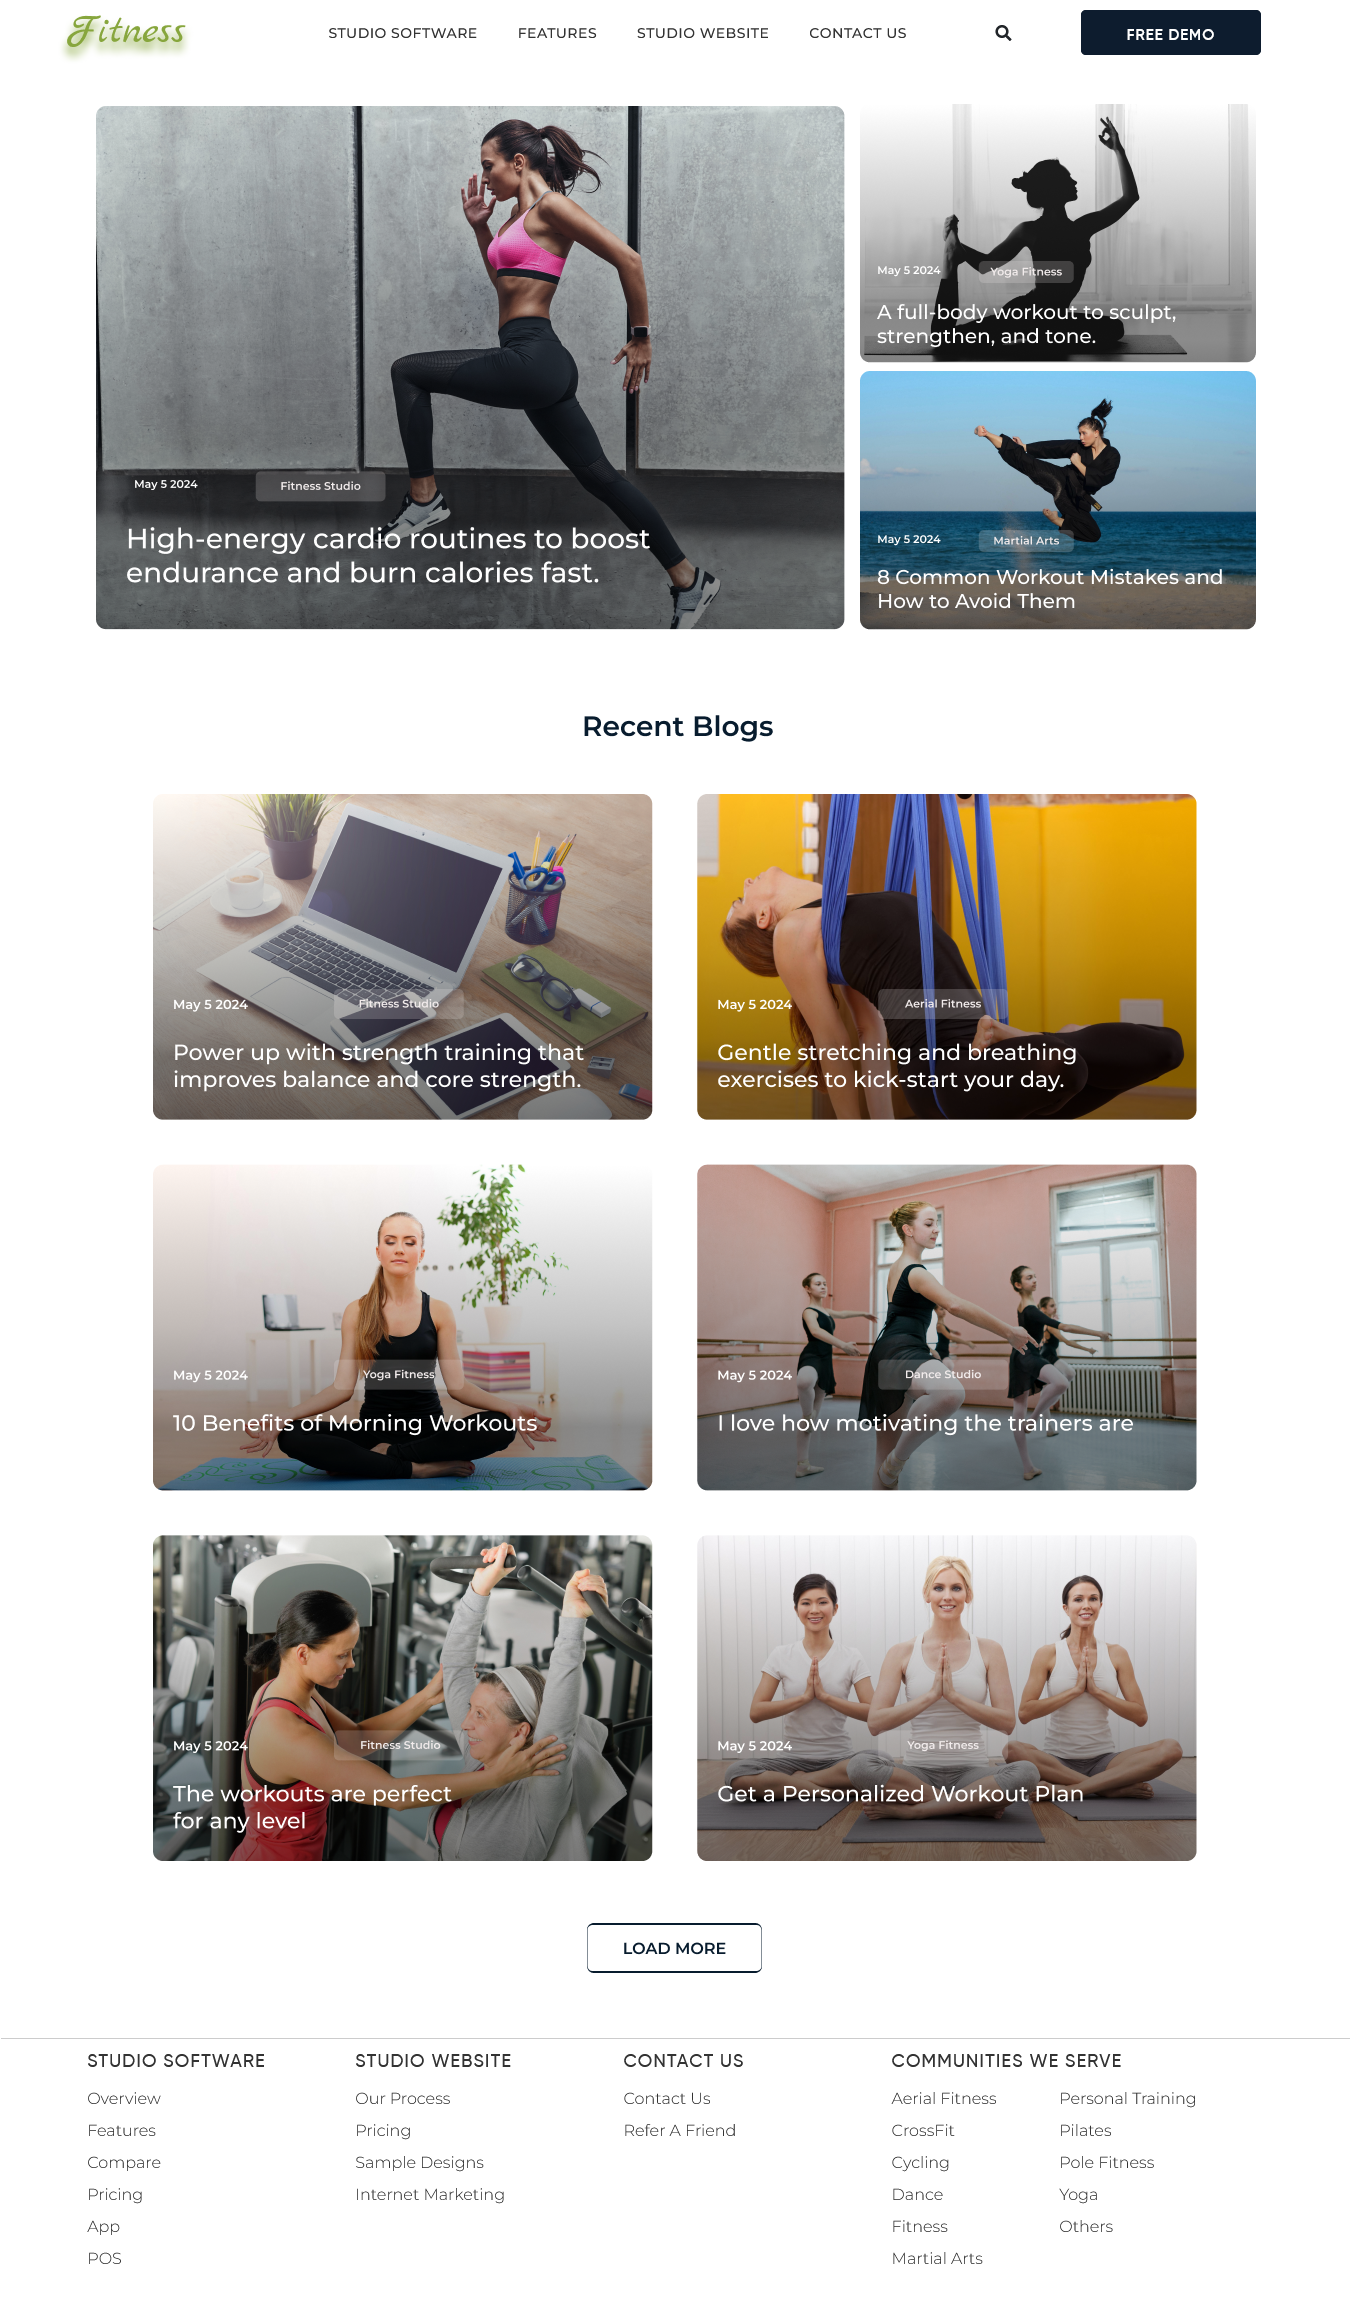 Fitness
STUDIO SOFTWARE
FEATURES
STUDIO WEBSITE
CONTACT US
FREE DEMO
May 5 2024
Fitness Studio
High-energy cardio routines to boost
endurance and burn calories fast.
May 5 2024
Yoga Fitness
A full-body workout to sculpt,
strengthen, and tone.
May 5 2024
Martial Arts
8 Common Workout Mistakes and
How to Avoid Them
Recent Blogs
May 5 2024
Fitness Studio
Power up with strength training that
improves balance and core strength.
May 5 2024
Aerial Fitness
Gentle stretching and breathing
exercises to kick-start your day.
May 5 2024
Yoga Fitness
10 Benefits of Morning Workouts
May 5 2024
Dance Studio
I love how motivating the trainers are
May 5 2024
Fitness Studio
The workouts are perfect
for any level
May 5 2024
Yoga Fitness
Get a Personalized Workout Plan
LOAD MORE
STUDIO SOFTWARE
Overview
Features
Compare
Pricing
App
POS
STUDIO WEBSITE
Our Process
Pricing
Sample Designs
Internet Marketing
CONTACT US
Contact Us
Refer A Friend
COMMUNITIES WE SERVE
Aerial Fitness
CrossFit
Cycling
Dance
Fitness
Martial Arts
Personal Training
Pilates
Pole Fitness
Yoga
Others